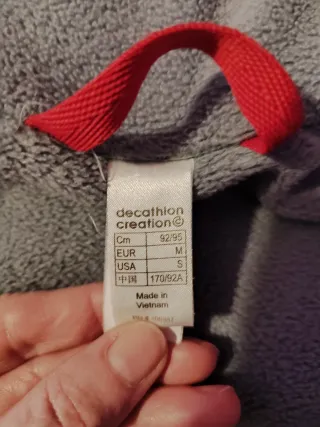 decathlon
creation©
Cm 92/95
EUR M
USA S
中国 170/92A
Made in
Vietnam